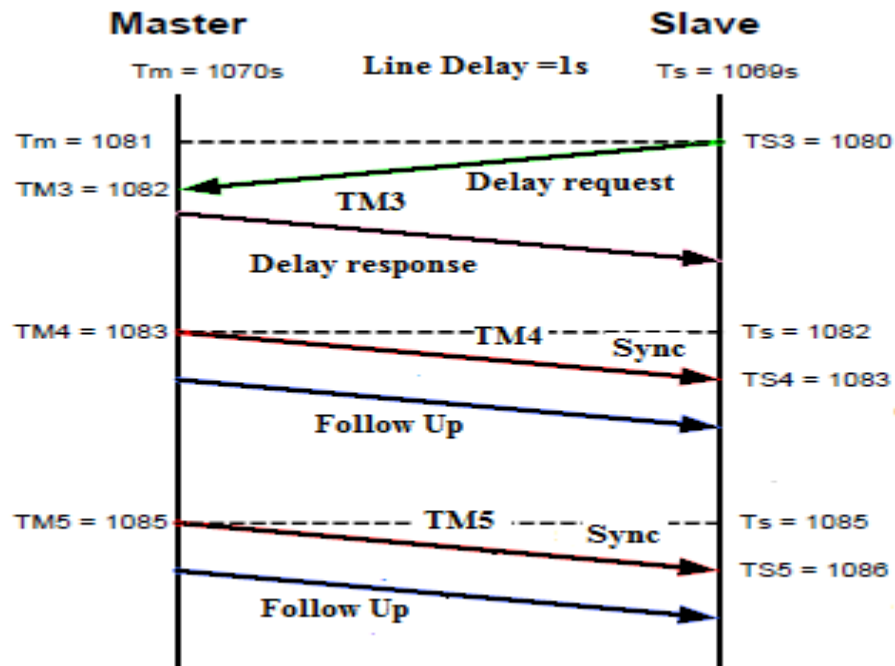 Master Slave
Tm = 1070s Line Delay =1s Ts = 1069s
Tm = 1081 TS3 = 1080
TM3 = 1082 Delay request
TM3
Delay response
TM4 = 1083 TM4 Ts = 1082
Sync
TS4 = 1083
Follow Up
TM5 = 1085 TM5 Ts = 1085
Sync
TS5 = 1086
Follow Up